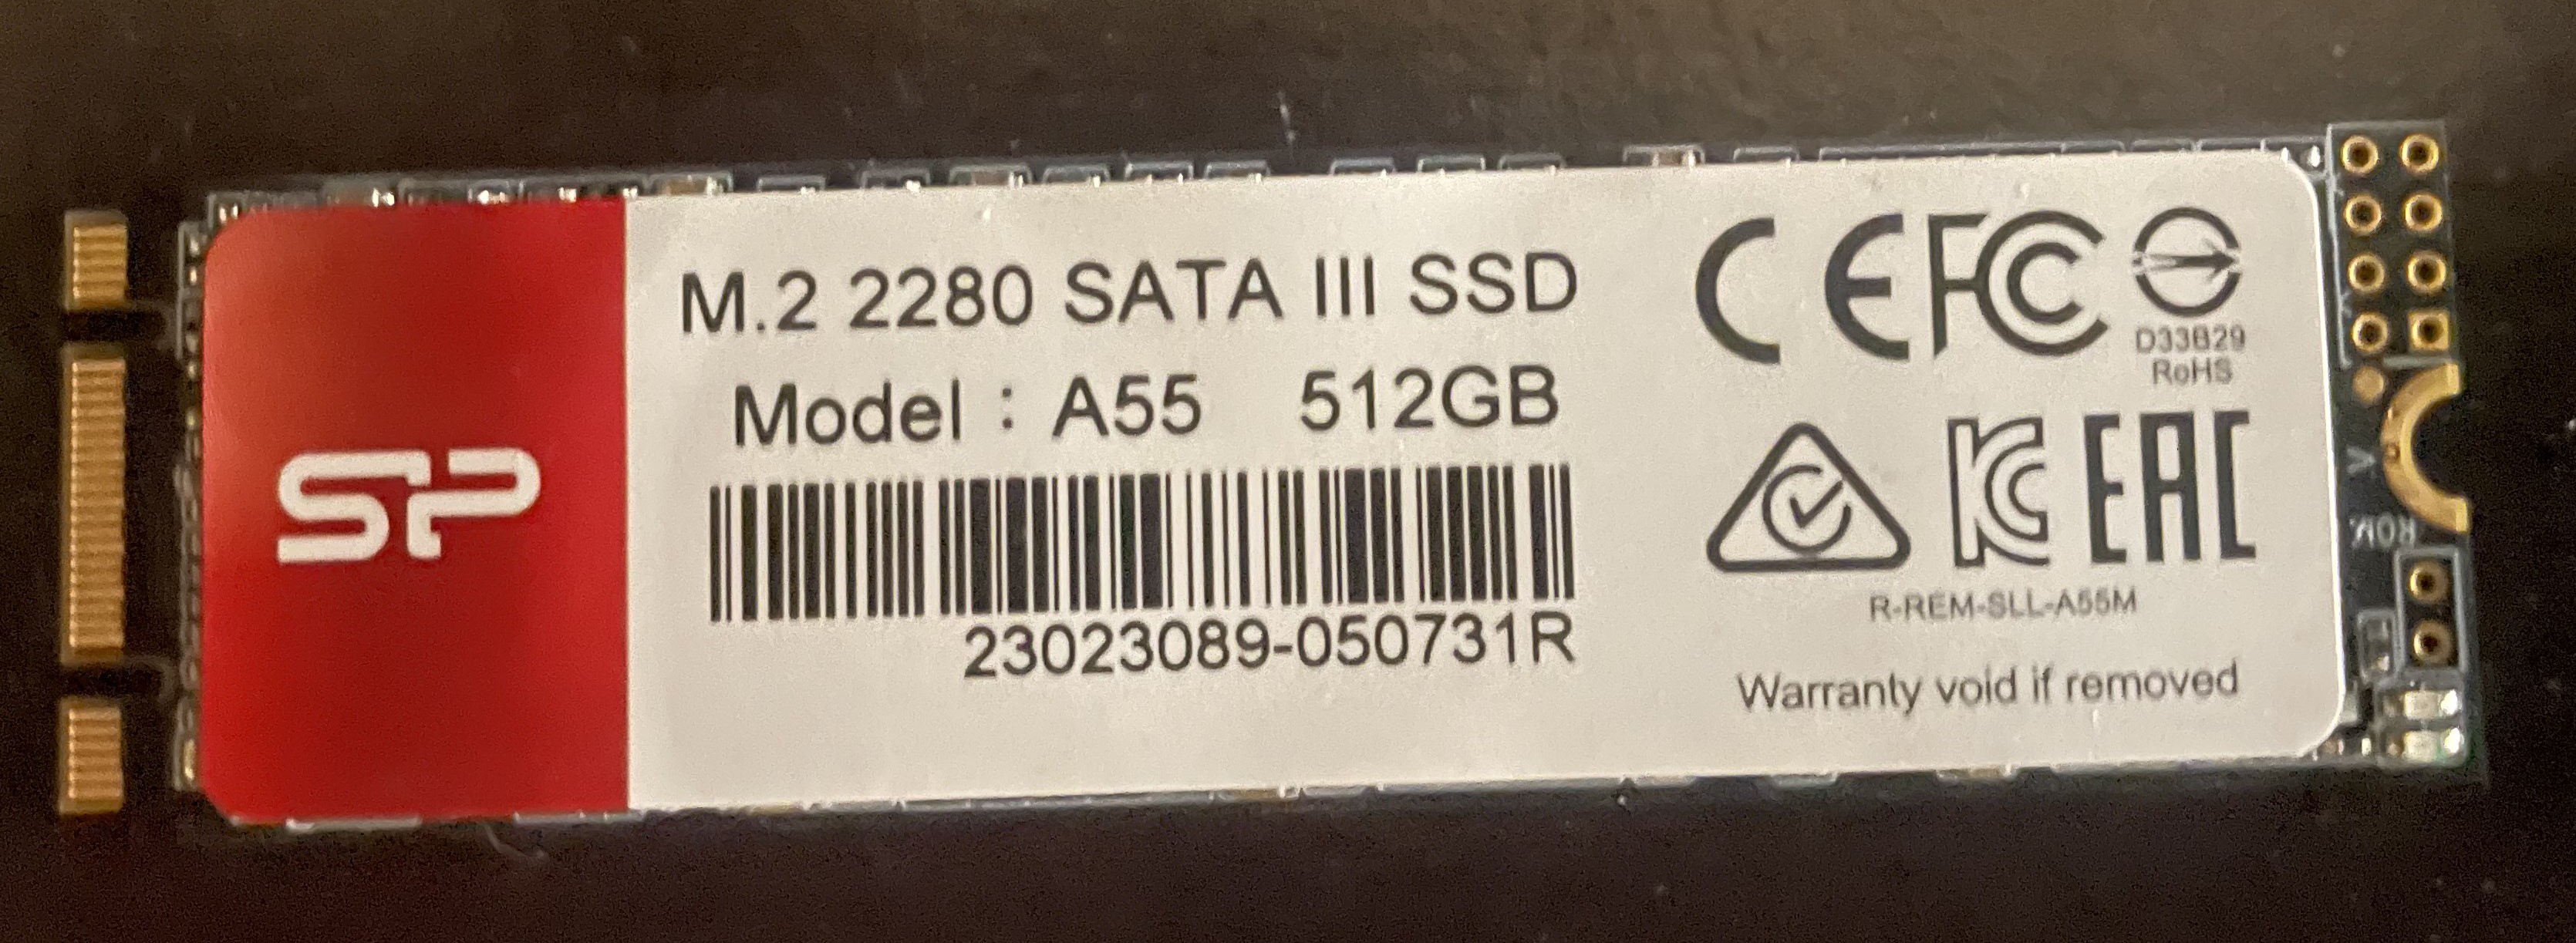 SP
M.2 2280 SATA III SSD
Model : A55 512GB
23023089-050731R
CE FC
D33B29
RoHS
KC EAC
R-REM-SLL-A55M
Warranty void if removed